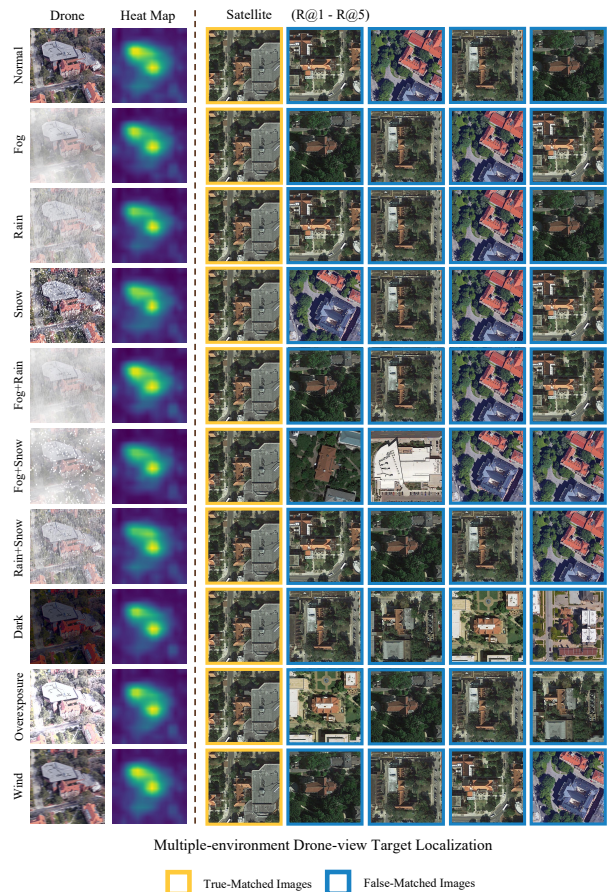 Drone Heat Map Satellite (R@1 - R@5)
Normal
Fog
Rain
Snow
Fog+Rain
Fog+Snow
Rain+Snow
Dark
Overexposure
Wind
Multiple-environment Drone-view Target Localization
True-Matched Images False-Matched Images